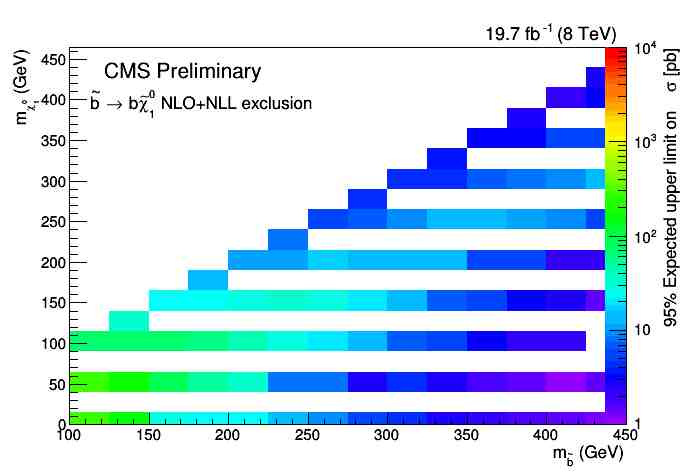 19.7 fb⁻¹ (8 TeV)
CMS Preliminary
b̃ → bχ̃₁⁰ NLO+NLL exclusion
m_χ̃₁⁰ (GeV)
450
400
350
300
250
200
150
100
50
0
100 150 200 250 300 350 400 450
m_b̃ (GeV)
10⁴
10³
10²
10
1
95% Expected upper limit on σ [pb]